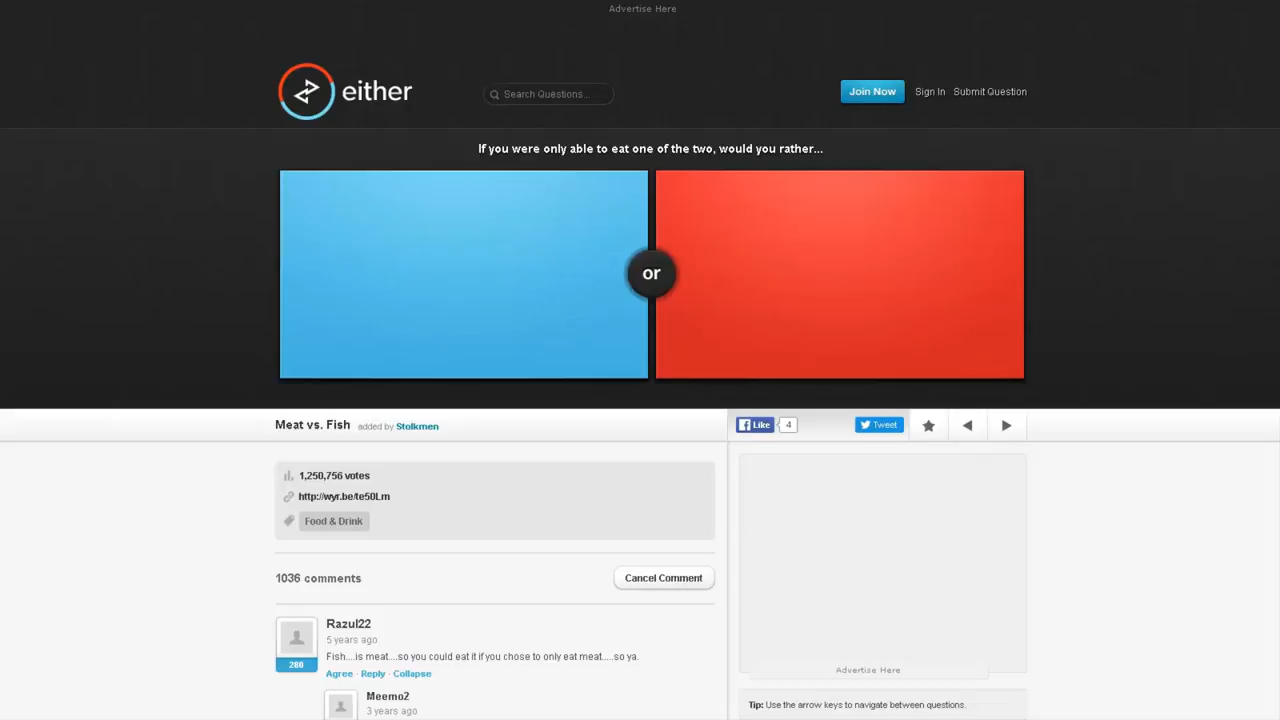 Advertise Here
either
Search Questions...
Join Now
Sign In
Submit Question
If you were only able to eat one of the two, would you rather...
or
Meat vs. Fish
added by Stolkmen
Like
4
Tweet
1,250,756 votes
http://wyr.be/te50Lm
Food & Drink
1036 comments
Cancel Comment
Razul22
5 years ago
Fish....is meat....so you could eat it if you chose to only eat meat.....so ya.
280
Agree · Reply · Collapse
Meemo2
3 years ago
Advertise Here
Tip: Use the arrow keys to navigate between questions.